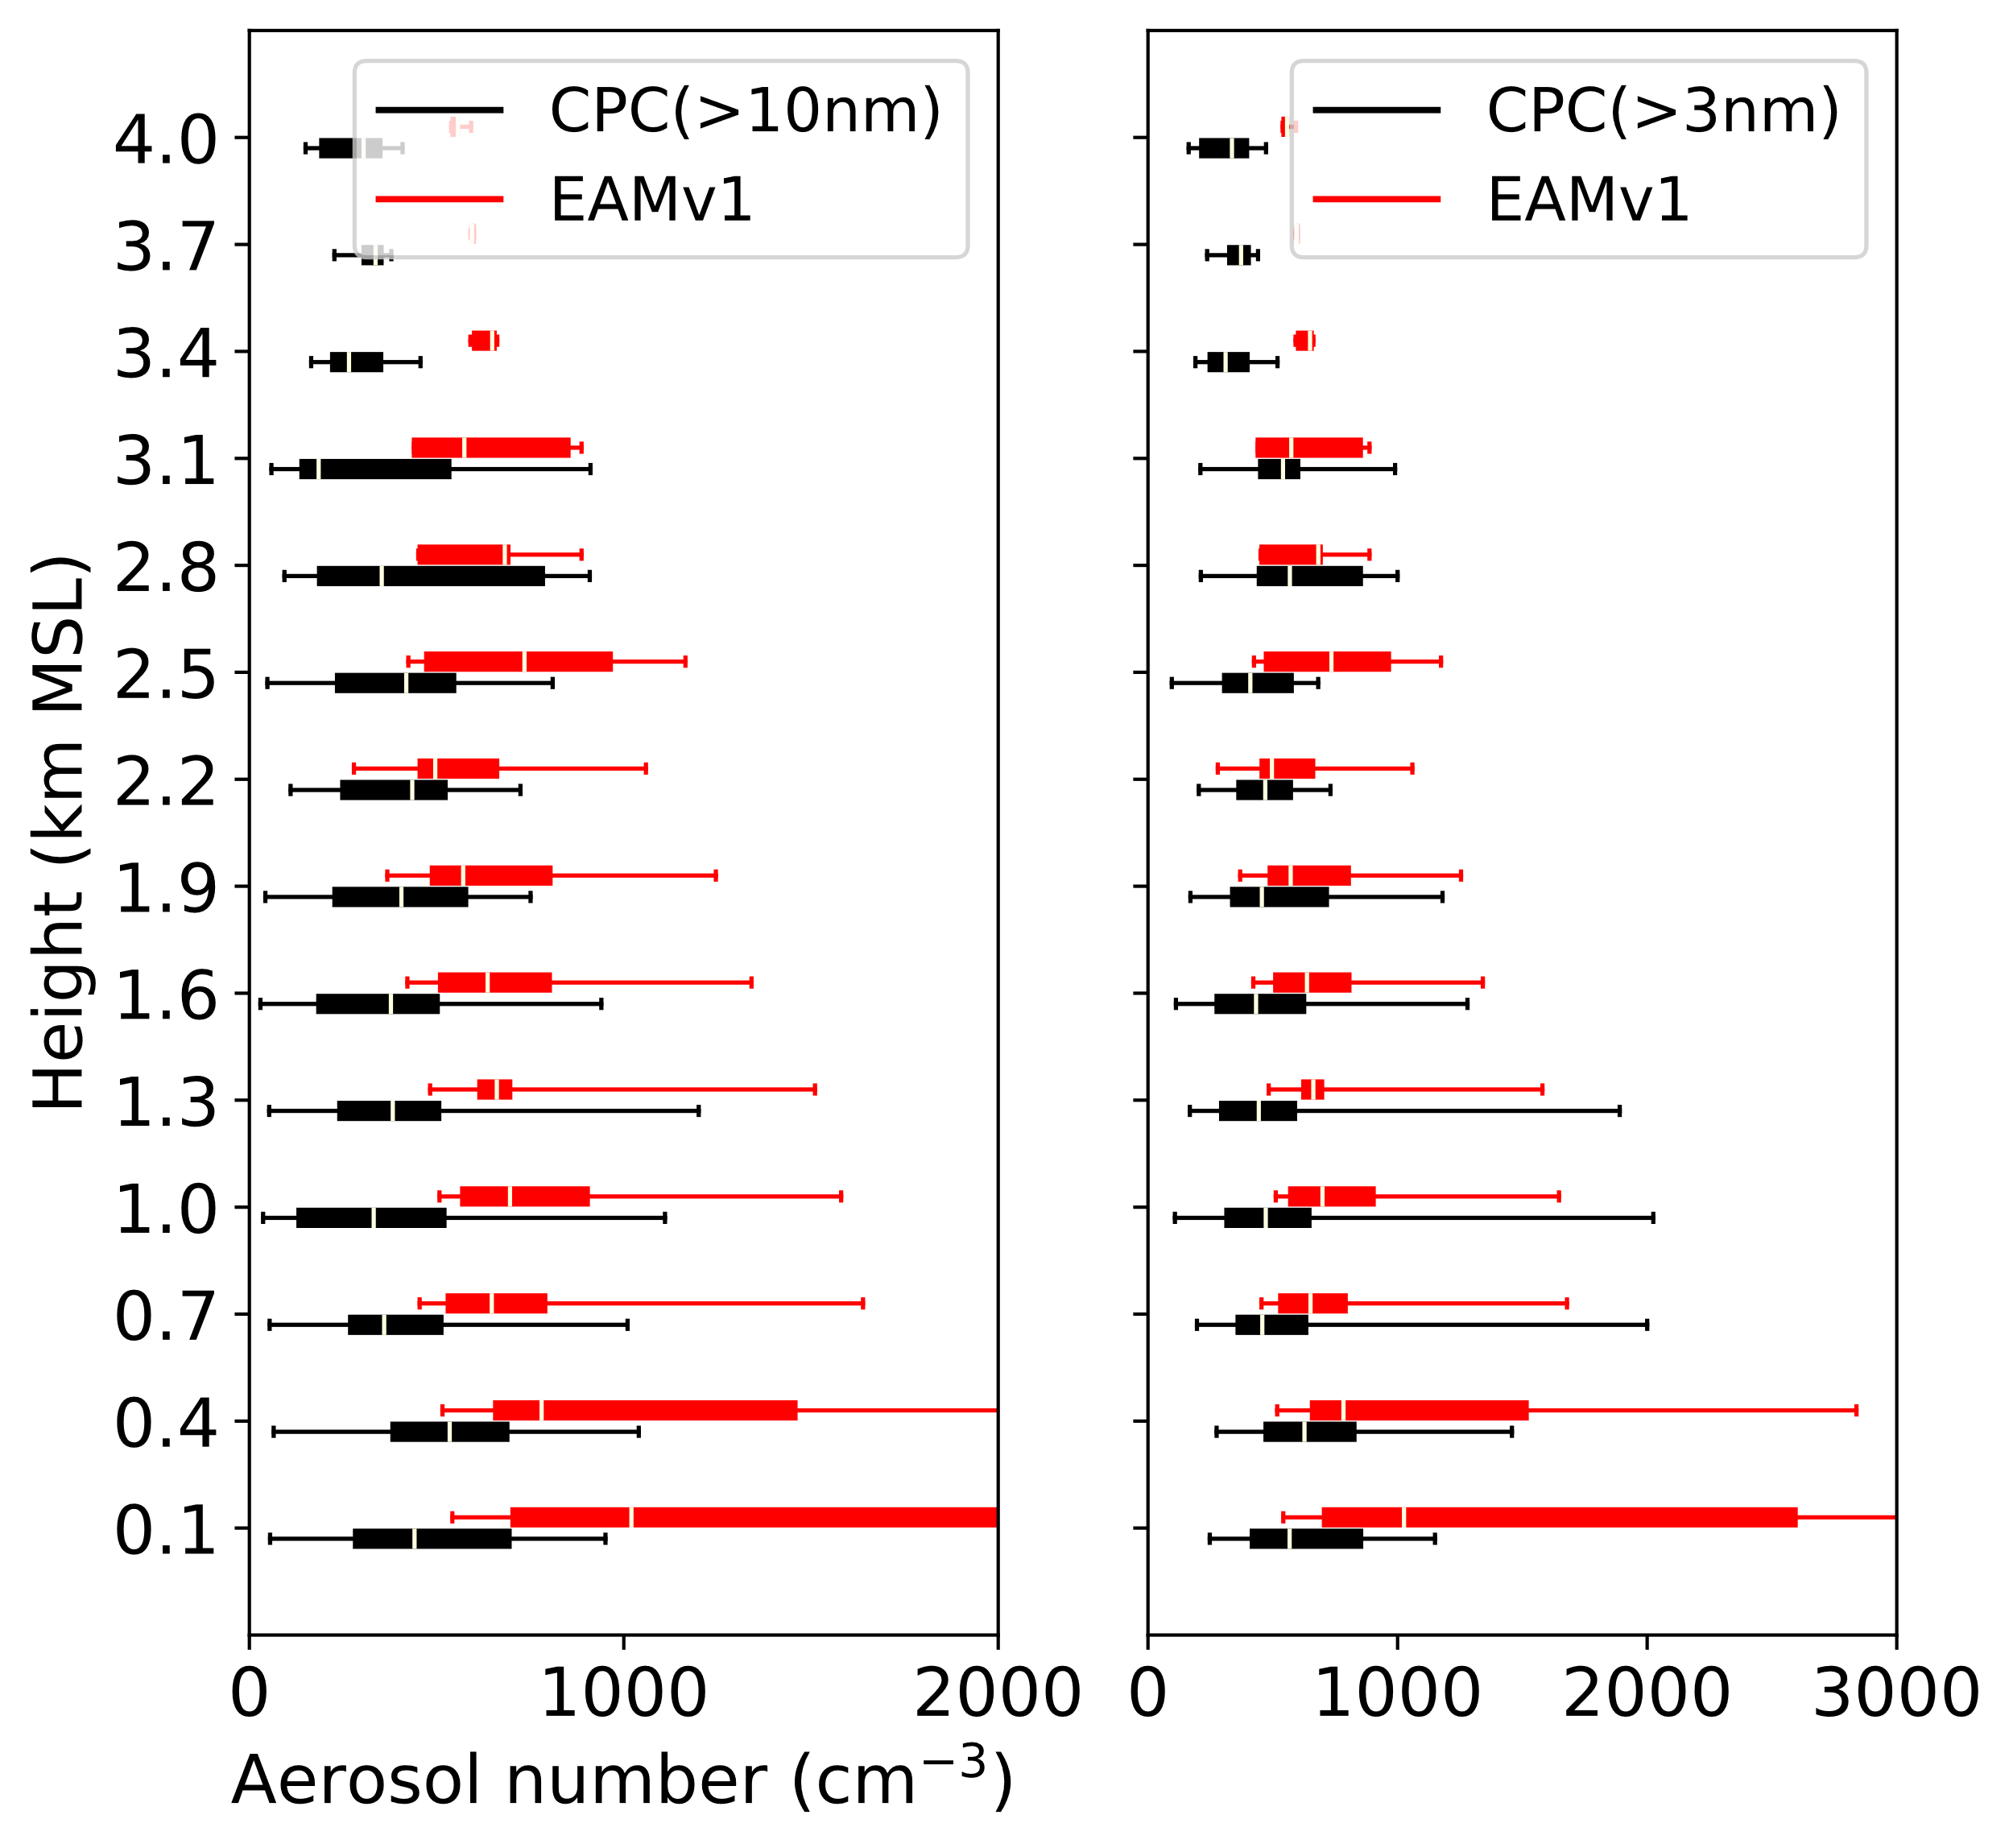 CPC(>10nm)
EAMv1
CPC(>3nm)
EAMv1
4.0
3.7
3.4
3.1
2.8
2.5
2.2
1.9
1.6
1.3
1.0
0.7
0.4
0.1
Height (km MSL)
0 1000 2000
0 1000 2000 3000
Aerosol number (cm⁻³)